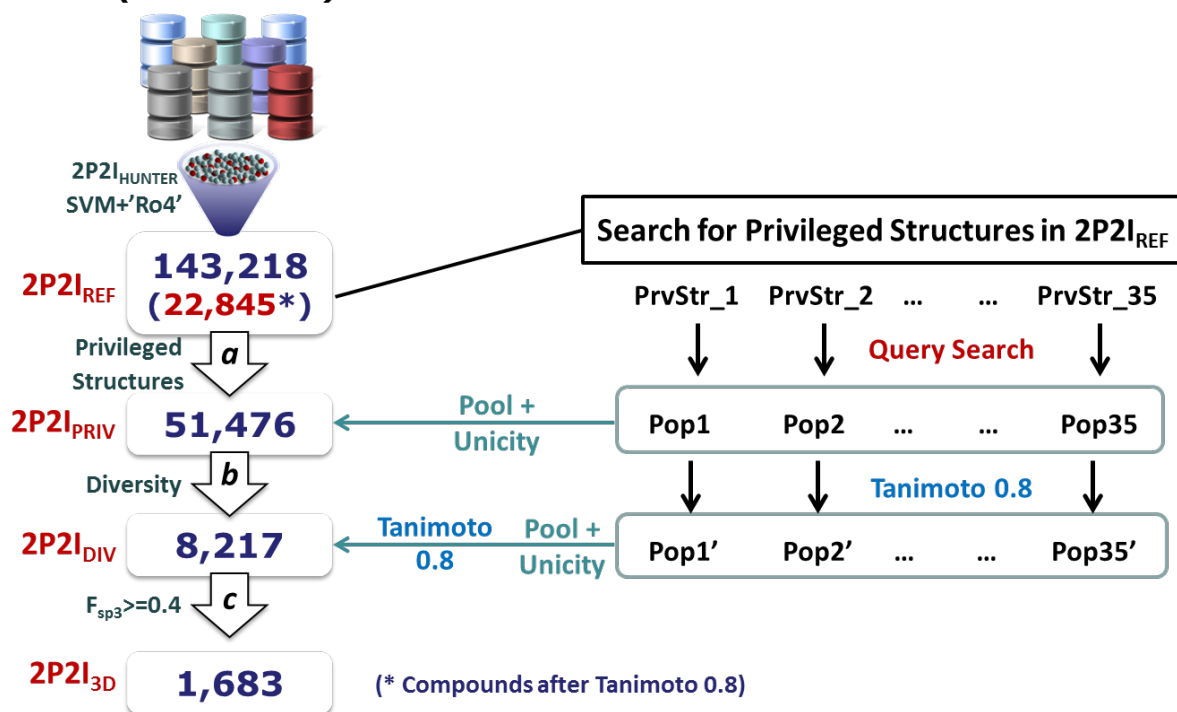 2P2I_HUNTER
SVM+'Ro4'
143,218
2P2I_REF
(22,845*)
Search for Privileged Structures in 2P2I_REF
PrvStr_1 PrvStr_2 ... ... PrvStr_35
Query Search
Privileged
Structures
a
2P2I_PRIV
51,476
Pool +
Unicity
Pop1 Pop2 ... ... Pop35
Diversity
b
Tanimoto 0.8
2P2I_DIV
8,217
Tanimoto
0.8
Pool +
Unicity
Pop1’ Pop2’ ... ... Pop35’
F_sp3>=0.4
c
2P2I_3D
1,683
(* Compounds after Tanimoto 0.8)